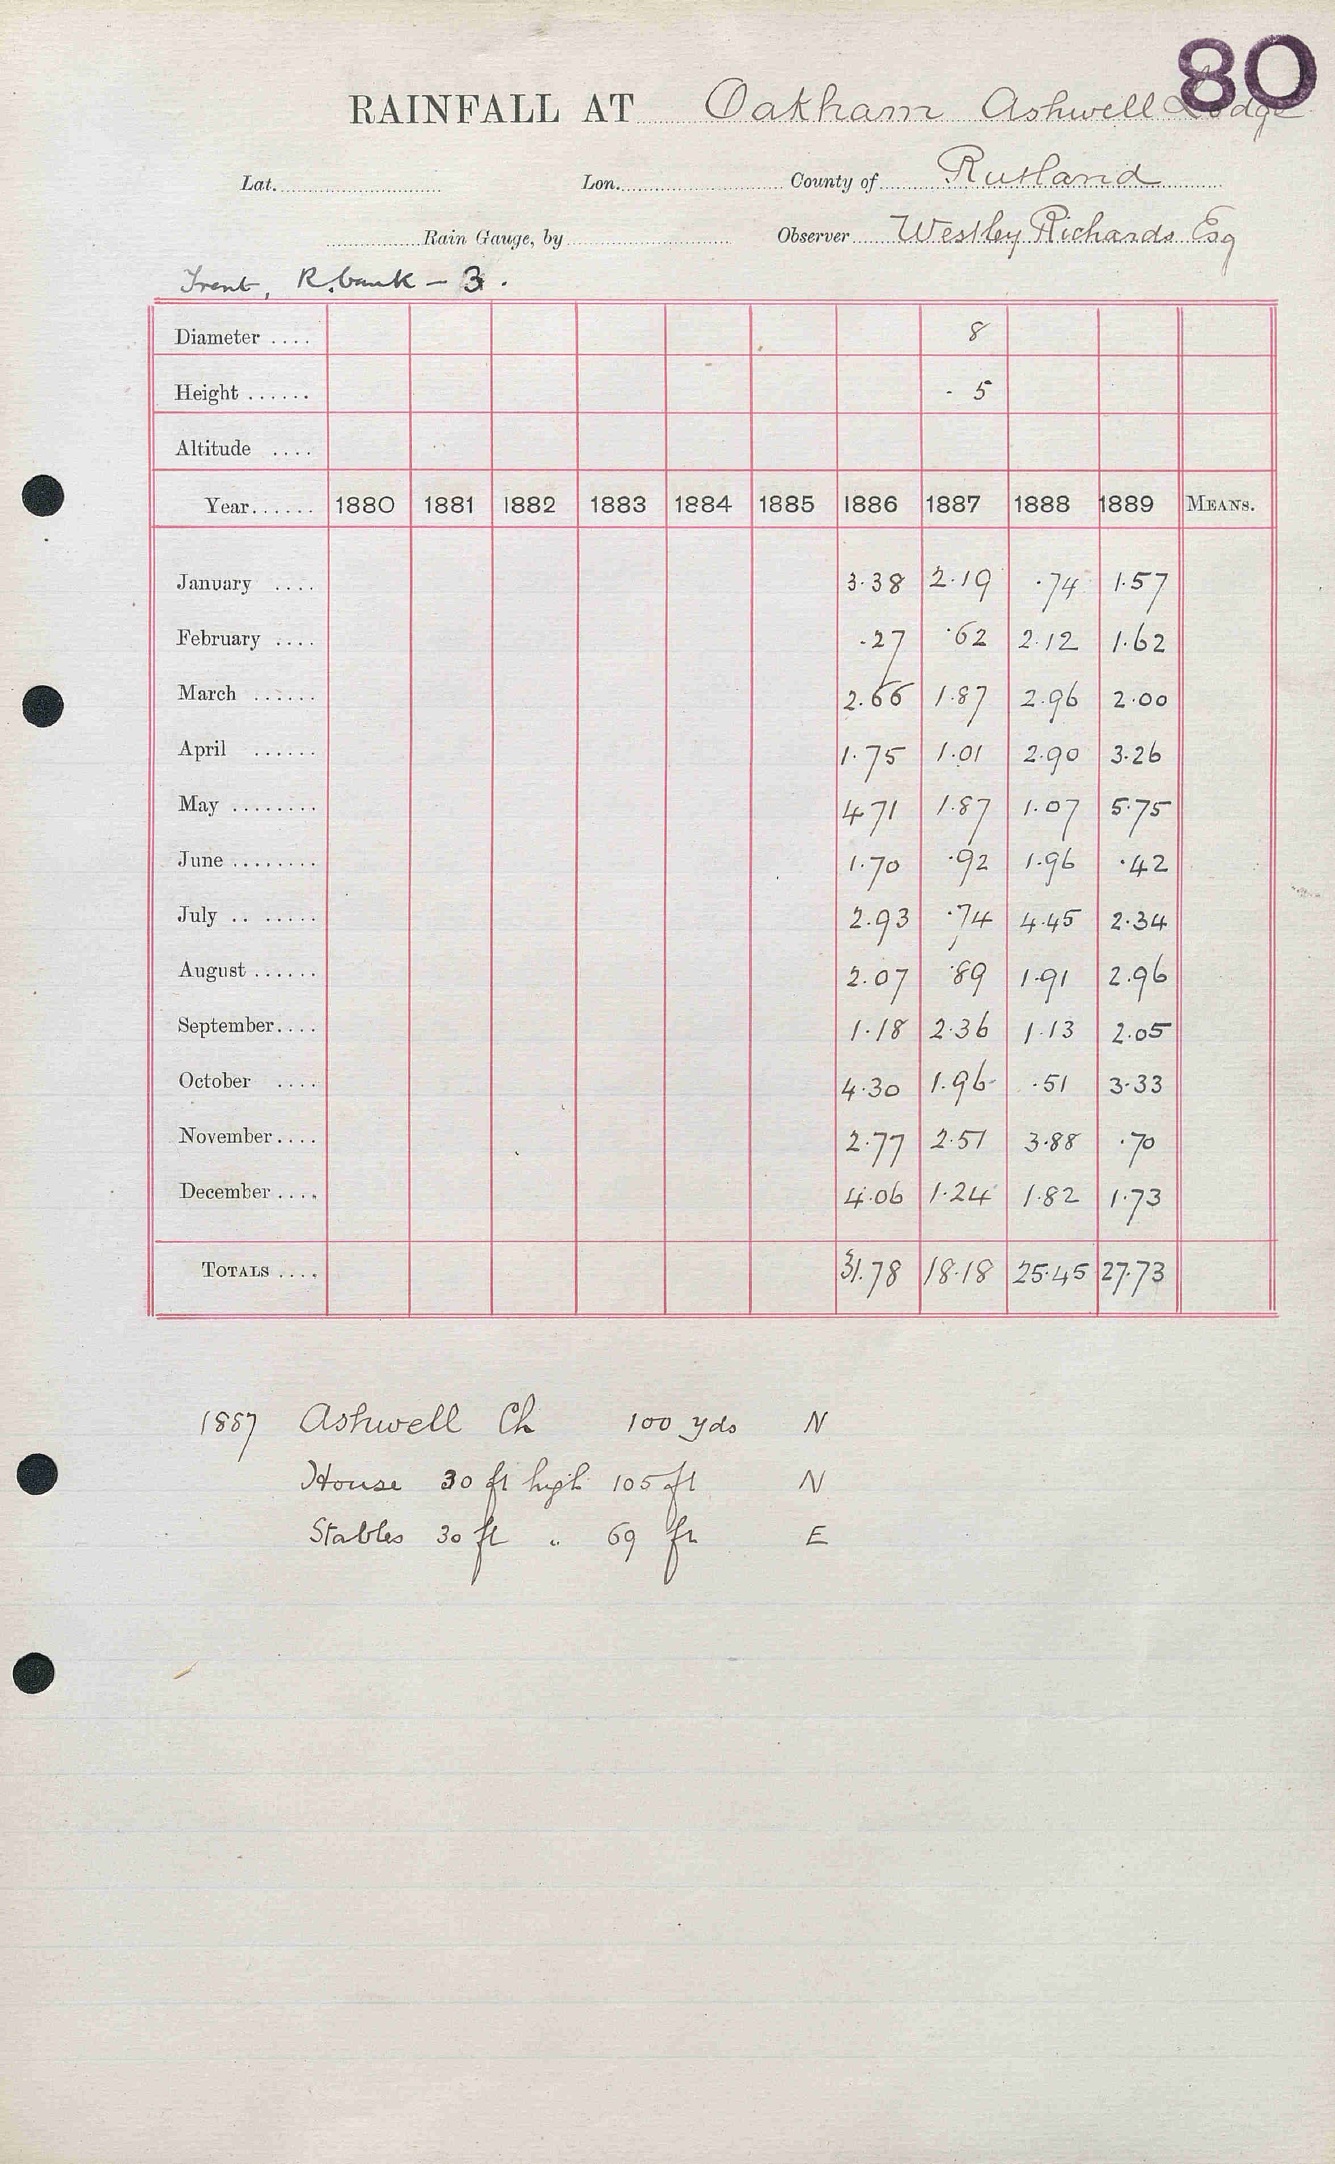 80
RAINFALL AT Oakham Ashwell Lodge
Lat. Lon. County of Rutland
Rain Gauge, by Observer Westley Richards Esq
Trent, R. bank - 3.
Diameter .... 8
Height ...... - 5
Altitude ....
Year...... 1880 1881 1882 1883 1884 1885 1886 1887 1888 1889 MEANS.
January .... 3.38 2.19 .74 1.57
February .... .27 .62 2.12 1.62
March ...... 2.66 1.87 2.96 2.00
April ...... 1.75 1.01 2.90 3.26
May ........ 4.71 1.87 1.07 5.75
June ........ 1.70 .92 1.96 .42
July .. ...... 2.93 .74 4.45 2.34
August ...... 2.07 .89 1.91 2.96
September.... 1.18 2.36 1.13 2.05
October .... 4.30 1.96 .51 3.33
November.... 2.77 2.51 3.88 .70
December .... 4.06 1.24 1.82 1.73
TOTALS .... 31.78 18.18 25.45 27.73
1887 Ashwell Ch 100 yds N
House 30 ft high 105 ft N
Stables 30 ft " 69 ft E